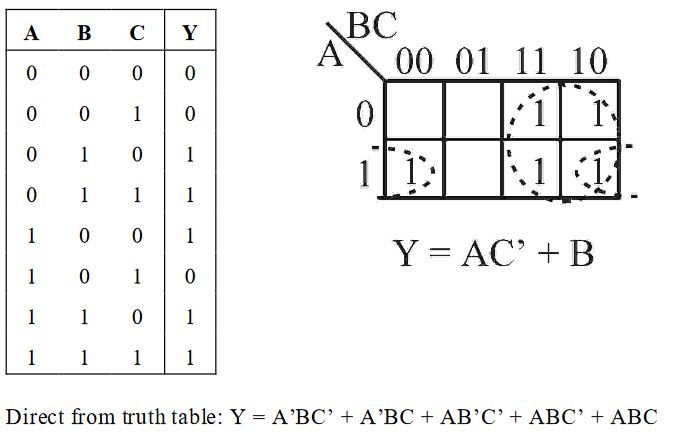 A B C Y
0 0 0 0
0 0 1 0
0 1 0 1
0 1 1 1
1 0 0 1
1 0 1 0
1 1 0 1
1 1 1 1
BC
A 00 01 11 10
0 1 1
1 1 1 1
Y = AC’ + B
Direct from truth table: Y = A’BC’ + A’BC + AB’C’ + ABC’ + ABC